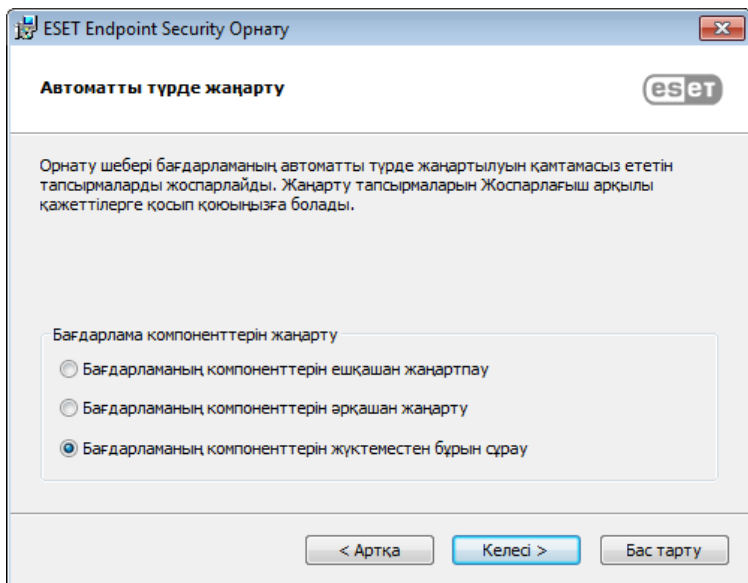 ESET Endpoint Security Орнату
Автоматты түрде жаңарту
eset
Орнату шебері бағдарламаның автоматты түрде жаңартылуын қамтамасыз ететін
тапсырмаларды жоспарлайды. Жаңарту тапсырмаларын Жоспарлағыш арқылы
қажеттілерге қосып қоюыңызға болады.
Бағдарлама компоненттерін жаңарту
Бағдарламаның компоненттерін ешқашан жаңартпау
Бағдарламаның компоненттерін әрқашан жаңарту
Бағдарламаның компоненттерін жүктеместен бұрын сұрау
< Артқа
Келесі >
Бас тарту